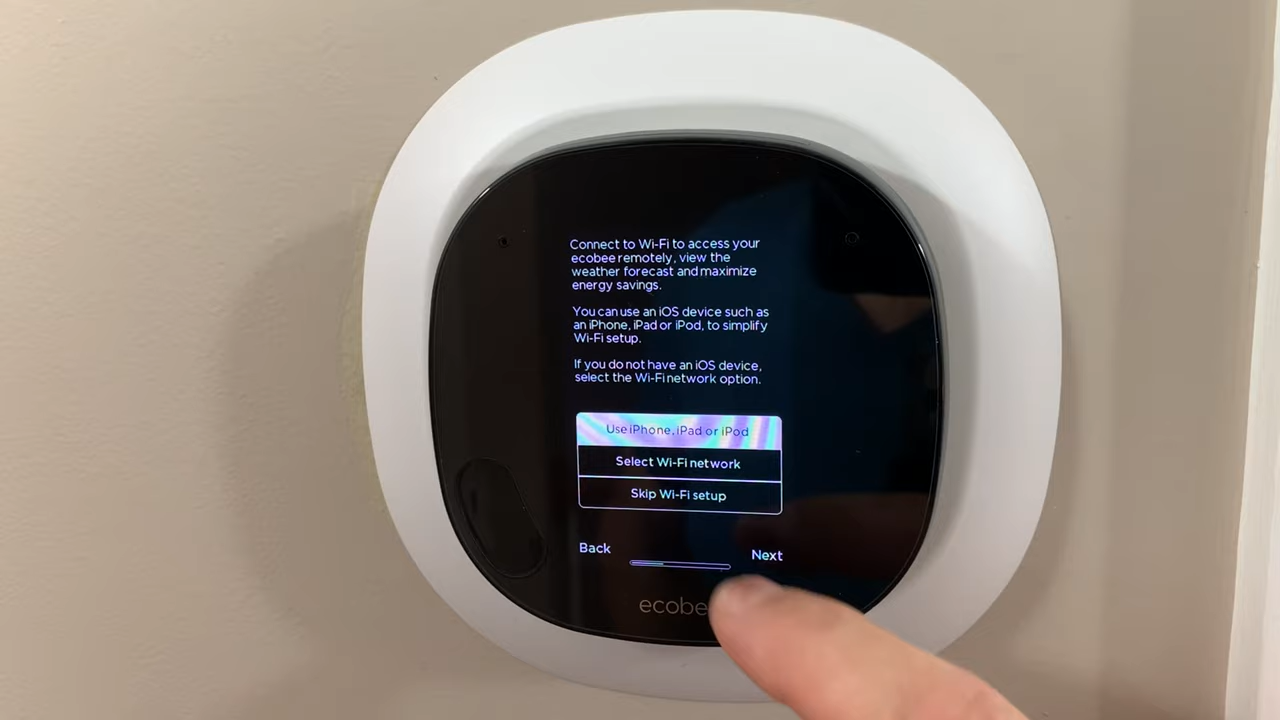 Connect to Wi-Fi to access your
ecobee remotely, view the
weather forecast and maximize
energy savings.
You can use an iOS device such as
an iPhone, iPad or iPod, to simplify
Wi-Fi setup.
If you do not have an iOS device,
select the Wi-Fi network option.
Use iPhone, iPad or iPod
Select Wi-Fi network
Skip Wi-Fi setup
Back
Next
ecobe